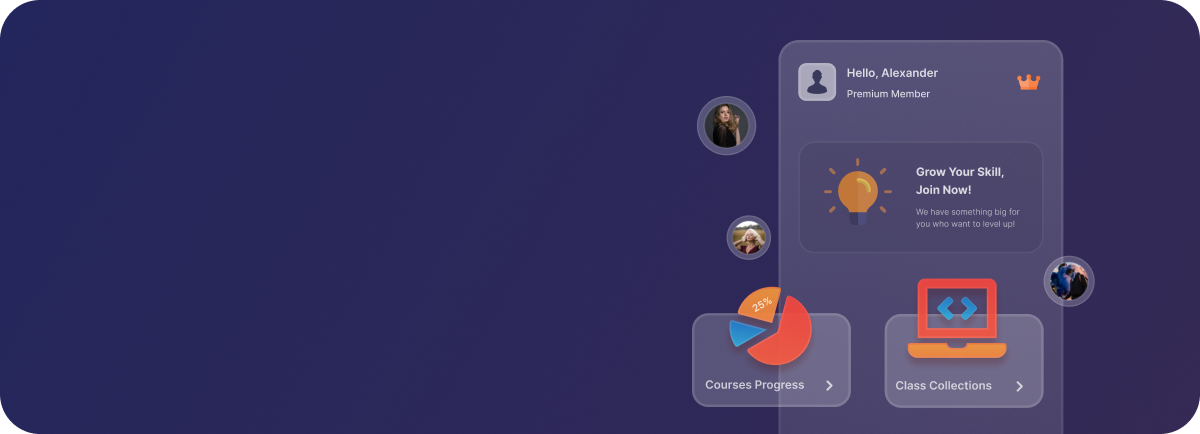 Hello, Alexander
Premium Member
Grow Your Skill,
Join Now!
We have something big for
you who want to level up!
25%
Courses Progress
Class Collections